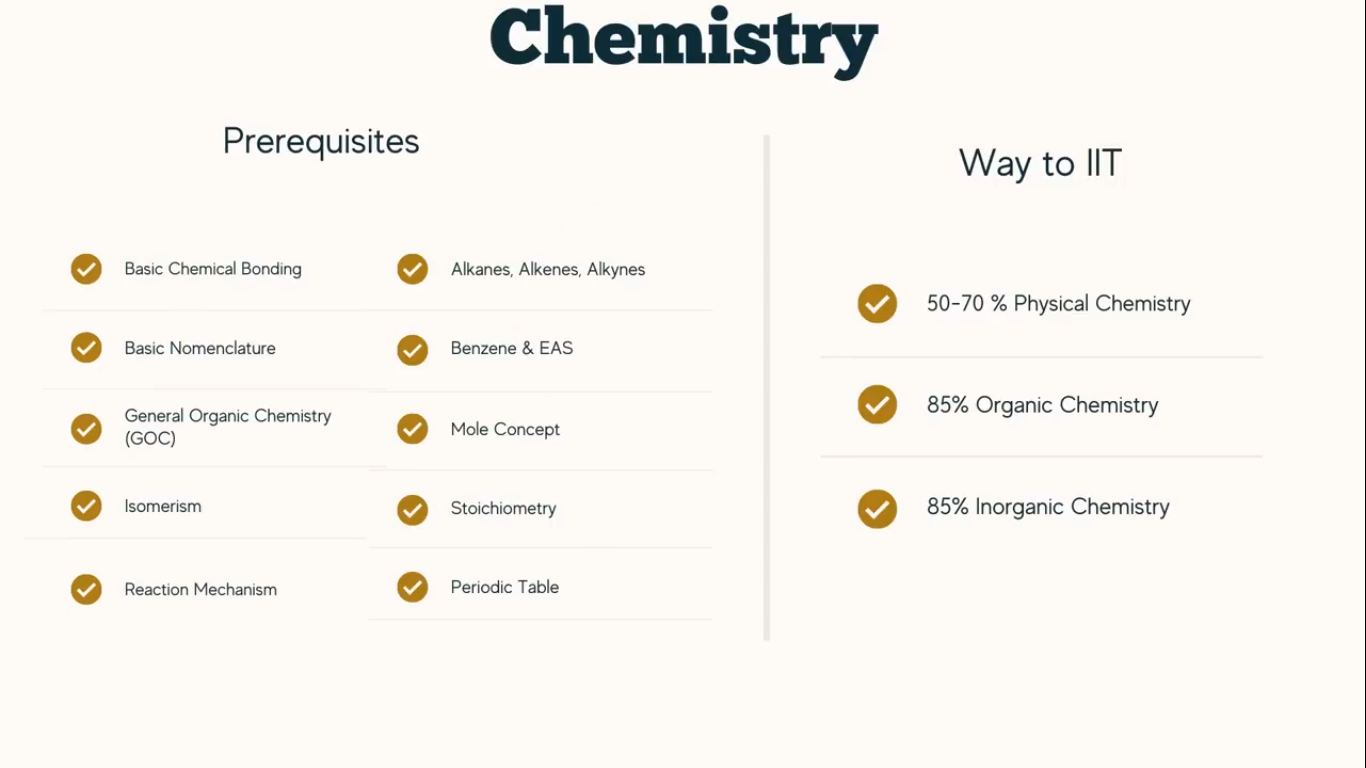 Chemistry
Prerequisites
Basic Chemical Bonding
Basic Nomenclature
General Organic Chemistry
(GOC)
Isomerism
Reaction Mechanism
Alkanes, Alkenes, Alkynes
Benzene & EAS
Mole Concept
Stoichiometry
Periodic Table
Way to IIT
50-70 % Physical Chemistry
85% Organic Chemistry
85% Inorganic Chemistry